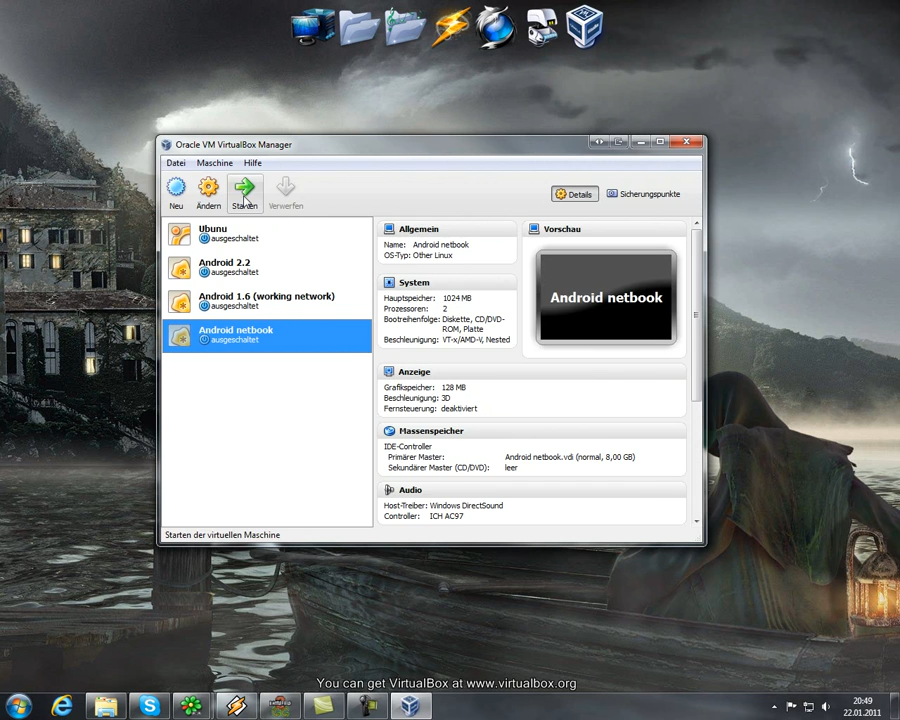 Oracle VM VirtualBox Manager
Datei Maschine Hilfe
Neu Ändern Starten Verwerfen Details Sicherungspunkte
Ubunu
ausgeschaltet
Android 2.2
ausgeschaltet
Android 1.6 (working network)
ausgeschaltet
Android netbook
ausgeschaltet
Allgemein
Name: Android netbook
OS-Typ: Other Linux
System
Hauptspeicher: 1024 MB
Prozessoren: 2
Bootreihenfolge: Diskette, CD/DVD-
ROM, Platte
Beschleunigung: VT-x/AMD-V, Nested
Vorschau
Android netbook
Anzeige
Grafikspeicher: 128 MB
Beschleunigung: 3D
Fernsteuerung: deaktiviert
Massenspeicher
IDE-Controller
Primärer Master: Android netbook.vdi (normal, 8,00 GB)
Sekundärer Master (CD/DVD): leer
Audio
Host-Treiber: Windows DirectSound
Controller: ICH AC97
Starten der virtuellen Maschine
You can get VirtualBox at www.virtualbox.org
20:49
22.01.2011